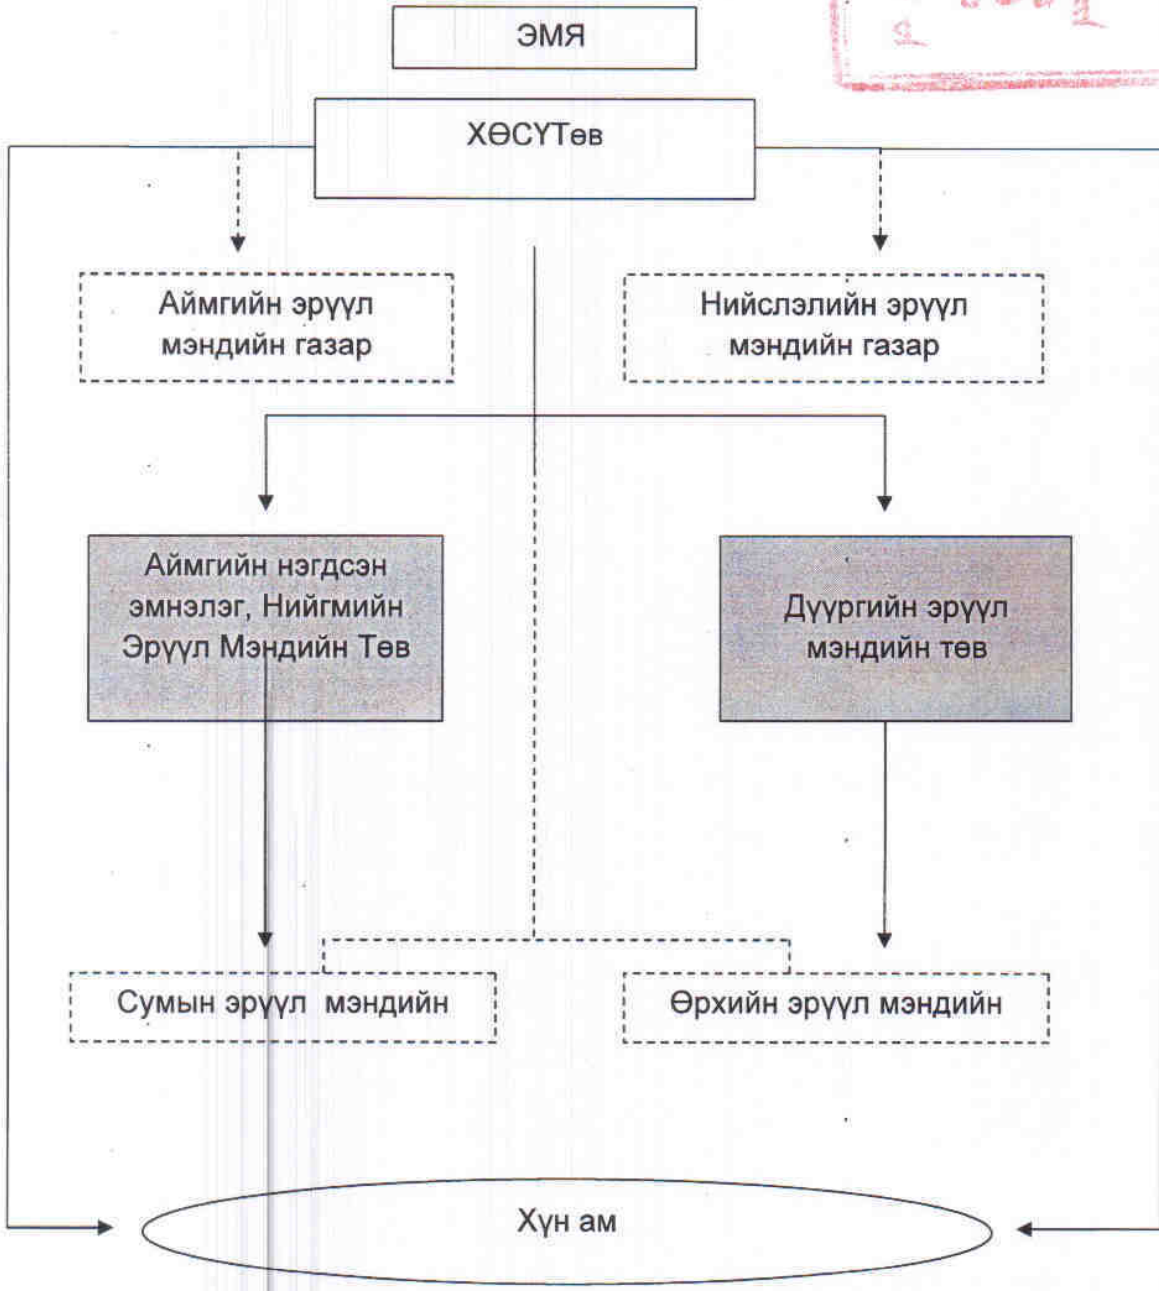 ЭМЯ
ХӨСҮТөв
Аймгийн эрүүл
мэндийн газар
Нийслэлийн эрүүл
мэндийн газар
Аймгийн нэгдсэн
эмнэлэг, Нийгмийн
Эрүүл Мэндийн Төв
Дүүргийн эрүүл
мэндийн төв
Сумын эрүүл мэндийн
Өрхийн эрүүл мэндийн
Хүн ам